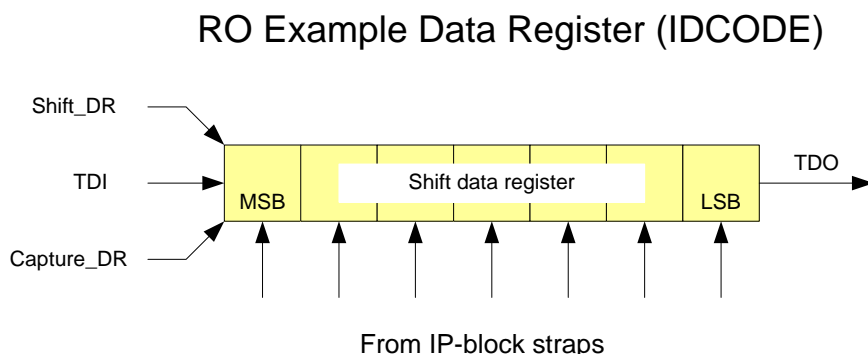 RO Example Data Register (IDCODE)
Shift_DR
TDO
TDI
Shift data register
MSB
LSB
Capture_DR
From IP-block straps